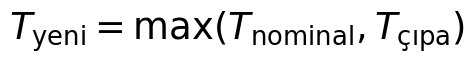 T_yeni = max(T_nominal, T_çıpa)